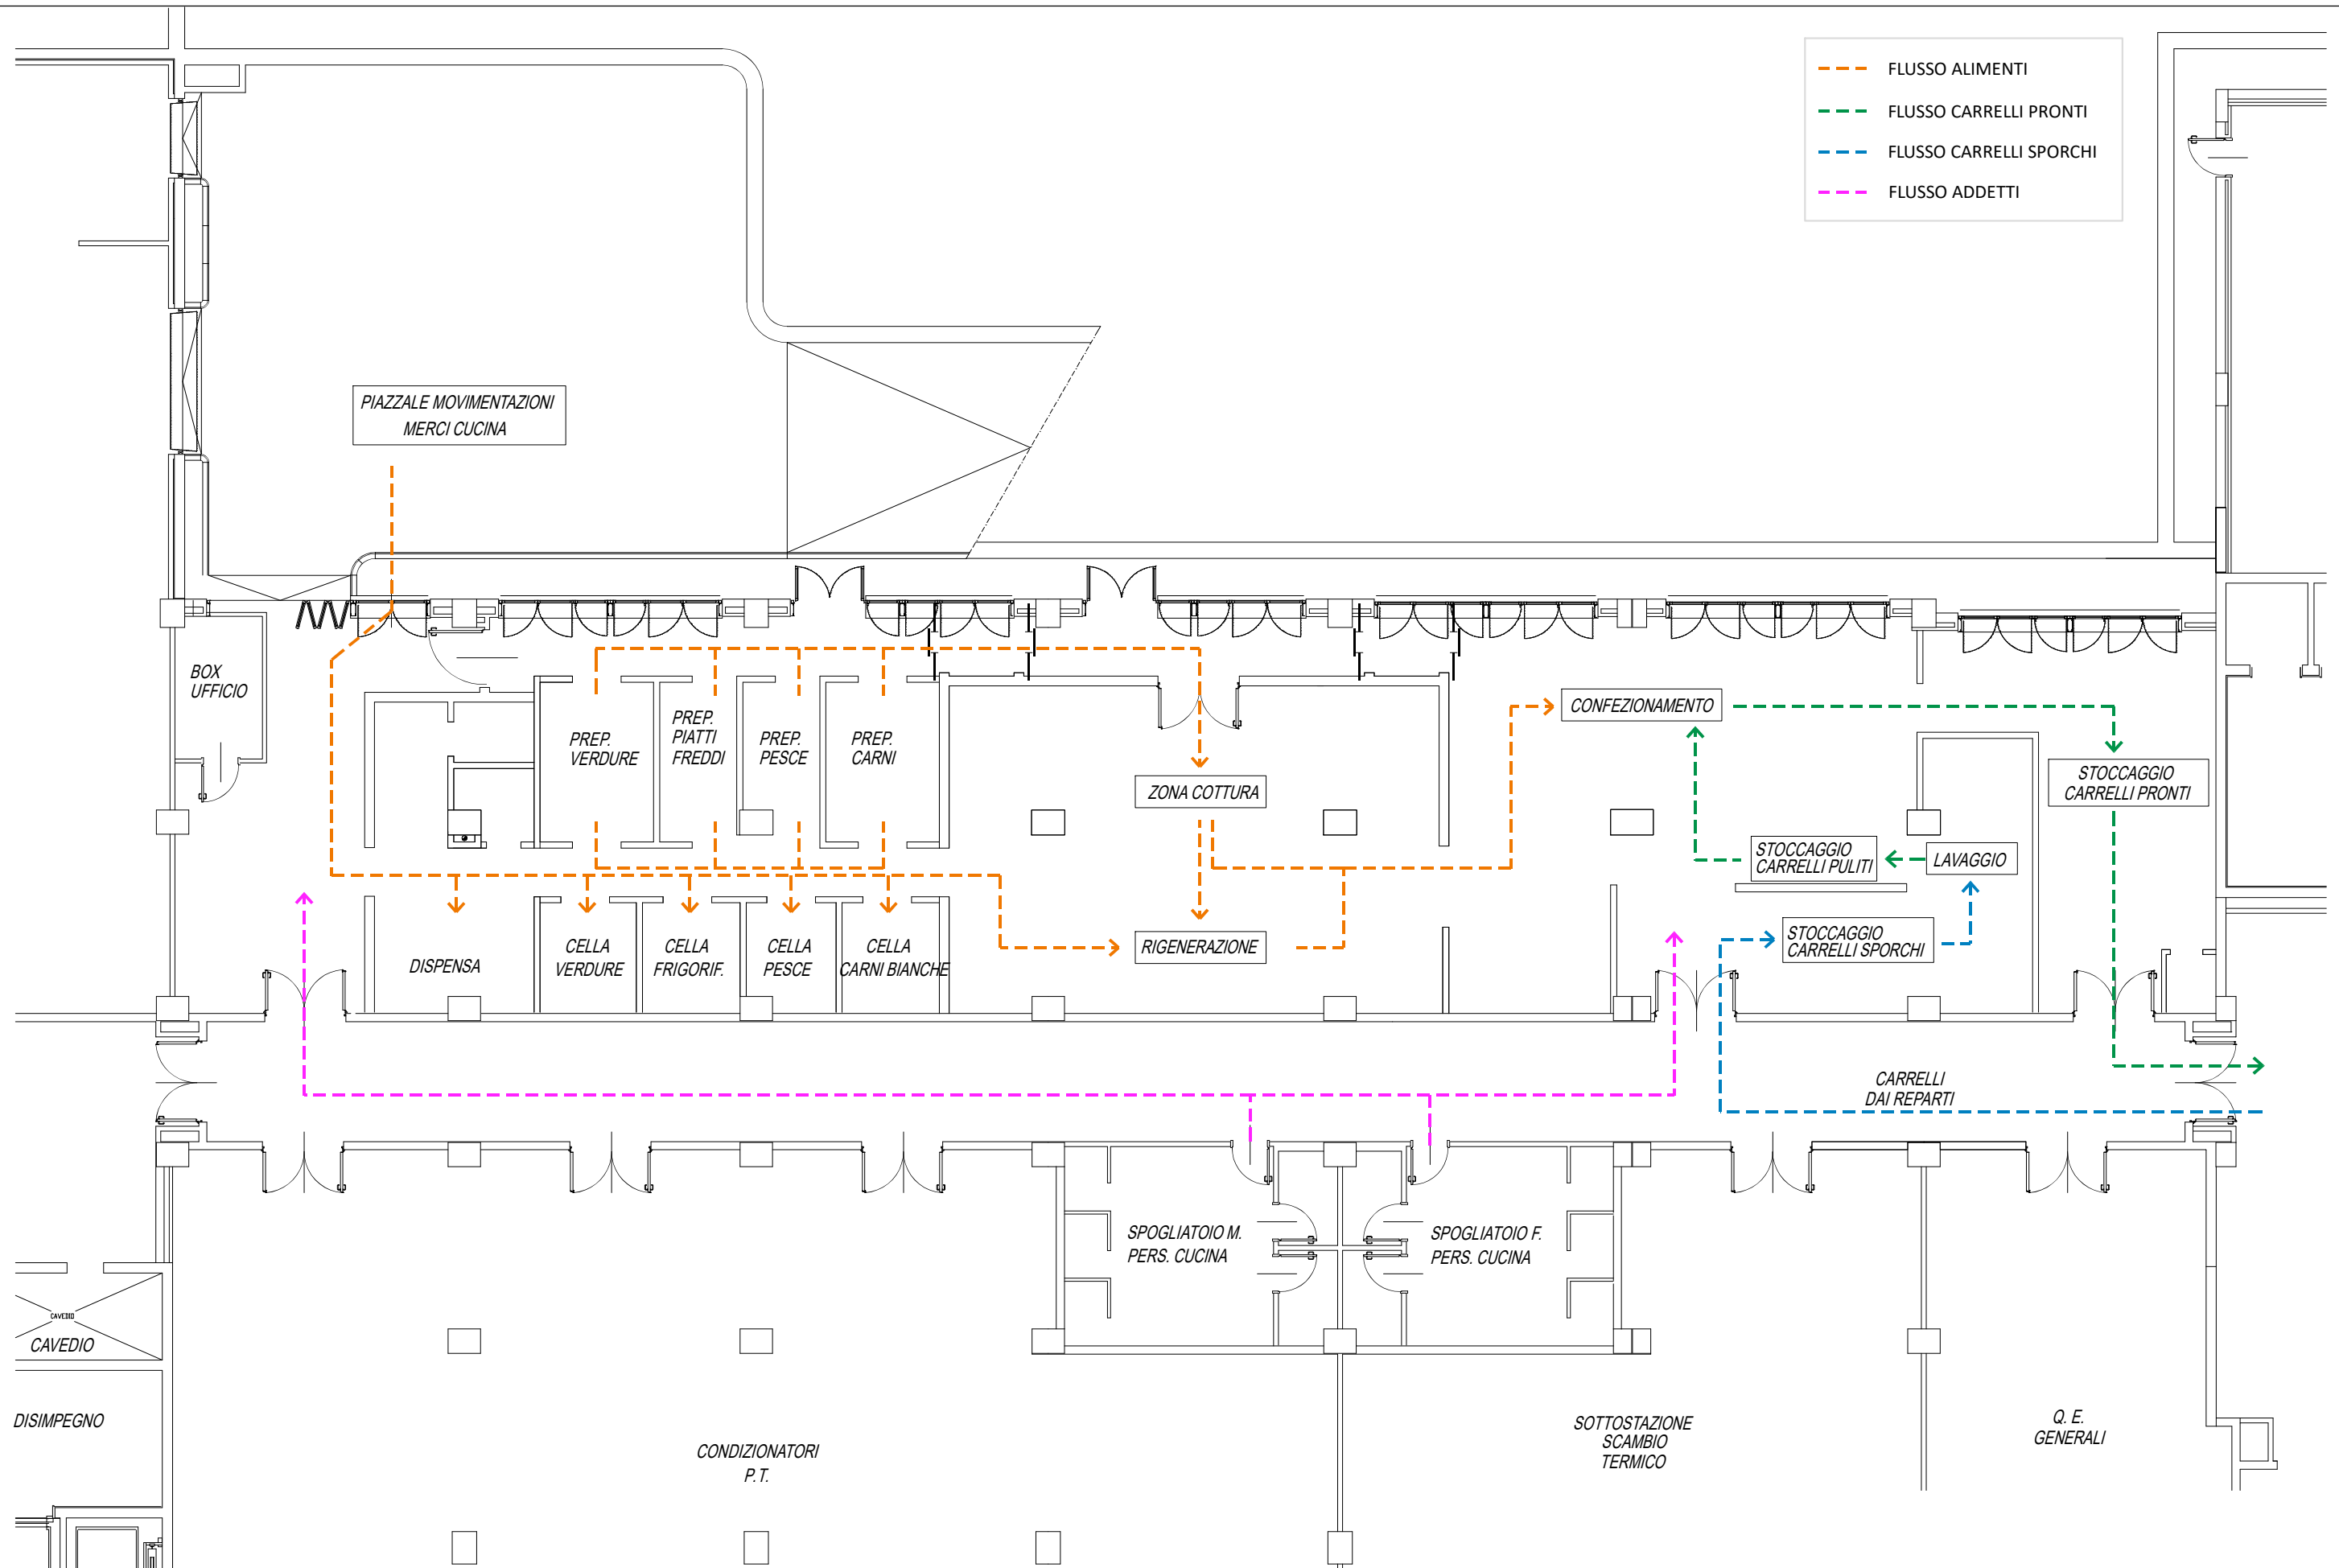 FLUSSO ALIMENTI
FLUSSO CARRELLI PRONTI
FLUSSO CARRELLI SPORCHI
FLUSSO ADDETTI
PIAZZALE MOVIMENTAZIONI
MERCI CUCINA
BOX
UFFICIO
PREP.
VERDURE
PREP.
PIATTI
FREDDI
PREP.
PESCE
PREP.
CARNI
ZONA COTTURA
CONFEZIONAMENTO
STOCCAGGIO
CARRELLI PRONTI
STOCCAGGIO
CARRELLI PULITI
LAVAGGIO
STOCCAGGIO
CARRELLI SPORCHI
DISPENSA
CELLA
VERDURE
CELLA
FRIGORIF.
CELLA
PESCE
CELLA
CARNI BIANCHE
RIGENERAZIONE
CARRELLI
DAI REPARTI
SPOGLIATOIO M.
PERS. CUCINA
SPOGLIATOIO F.
PERS. CUCINA
CAVEDIO
CAVEDIO
DISIMPEGNO
CONDIZIONATORI
P.T.
SOTTOSTAZIONE
SCAMBIO
TERMICO
Q. E.
GENERALI